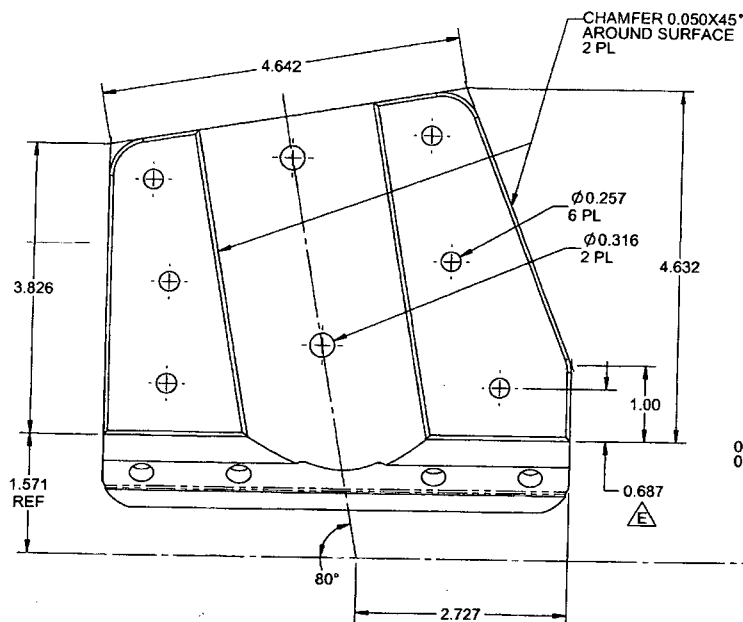 CHAMFER 0.050X45°
AROUND SURFACE
2 PL
4.642
Ø0.257
6 PL
Ø0.316
2 PL
3.826
4.632
1.00
0
0
1.571
REF
0.687
E
80°
2.727